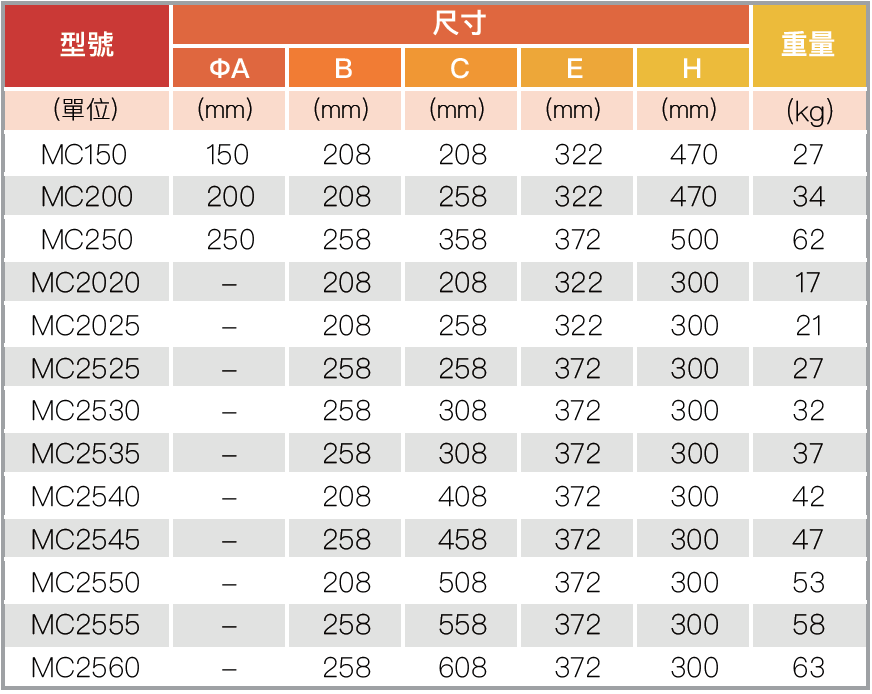 型號 尺寸 重量
ΦA B C E H
(單位) (mm) (mm) (mm) (mm) (mm) (kg)
MC150 150 208 208 322 470 27
MC200 200 208 258 322 470 34
MC250 250 258 358 372 500 62
MC2020 – 208 208 322 300 17
MC2025 – 208 258 322 300 21
MC2525 – 258 258 372 300 27
MC2530 – 258 308 372 300 32
MC2535 – 258 308 372 300 37
MC2540 – 208 408 372 300 42
MC2545 – 258 458 372 300 47
MC2550 – 208 508 372 300 53
MC2555 – 258 558 372 300 58
MC2560 – 258 608 372 300 63